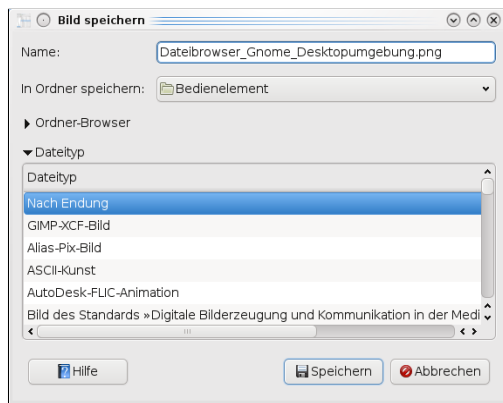 Bild speichern
Name: Dateibrowser_Gnome_Desktopumgebung.png
In Ordner speichern: Bedienelement
Ordner-Browser
Dateityp
Dateityp
Nach Endung
GIMP-XCF-Bild
Alias-Pix-Bild
ASCII-Kunst
AutoDesk-FLIC-Animation
Bild des Standards »Digitale Bilderzeugung und Kommunikation in der Medi
Hilfe Speichern Abbrechen